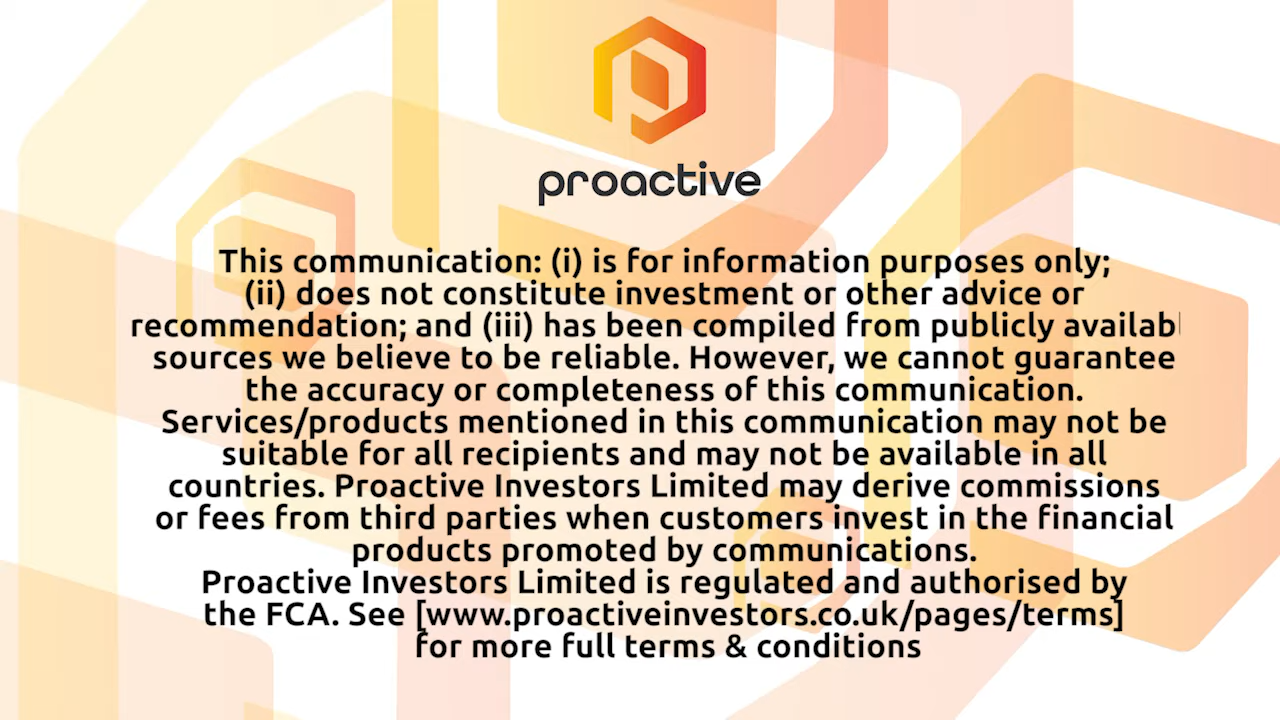 proactive
This communication: (i) is for information purposes only;
(ii) does not constitute investment or other advice or
recommendation; and (iii) has been compiled from publicly availabl
sources we believe to be reliable. However, we cannot guarantee
the accuracy or completeness of this communication.
Services/products mentioned in this communication may not be
suitable for all recipients and may not be available in all
countries. Proactive Investors Limited may derive commissions
or fees from third parties when customers invest in the financial
products promoted by communications.
Proactive Investors Limited is regulated and authorised by
the FCA. See [www.proactiveinvestors.co.uk/pages/terms]
for more full terms & conditions